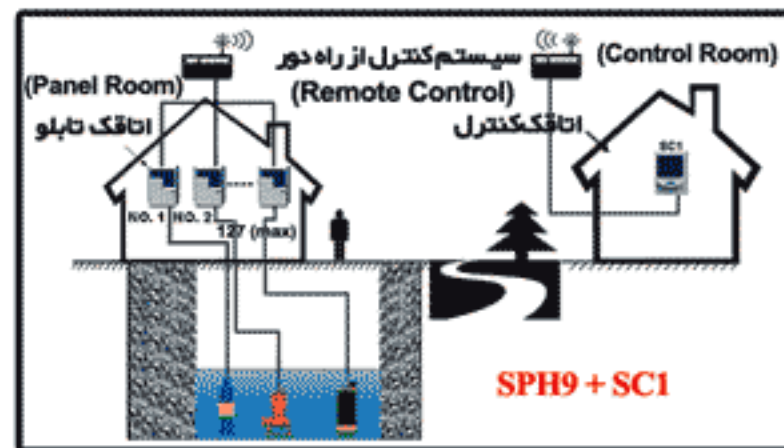 سیستم کنترل از راه دور
(Remote Control)
(Control Room)
(Panel Room)
اتاقک تابلو
اتاقک کنترل
SC1
NO. 1
NO. 2
127 (max)
SPH9 + SC1